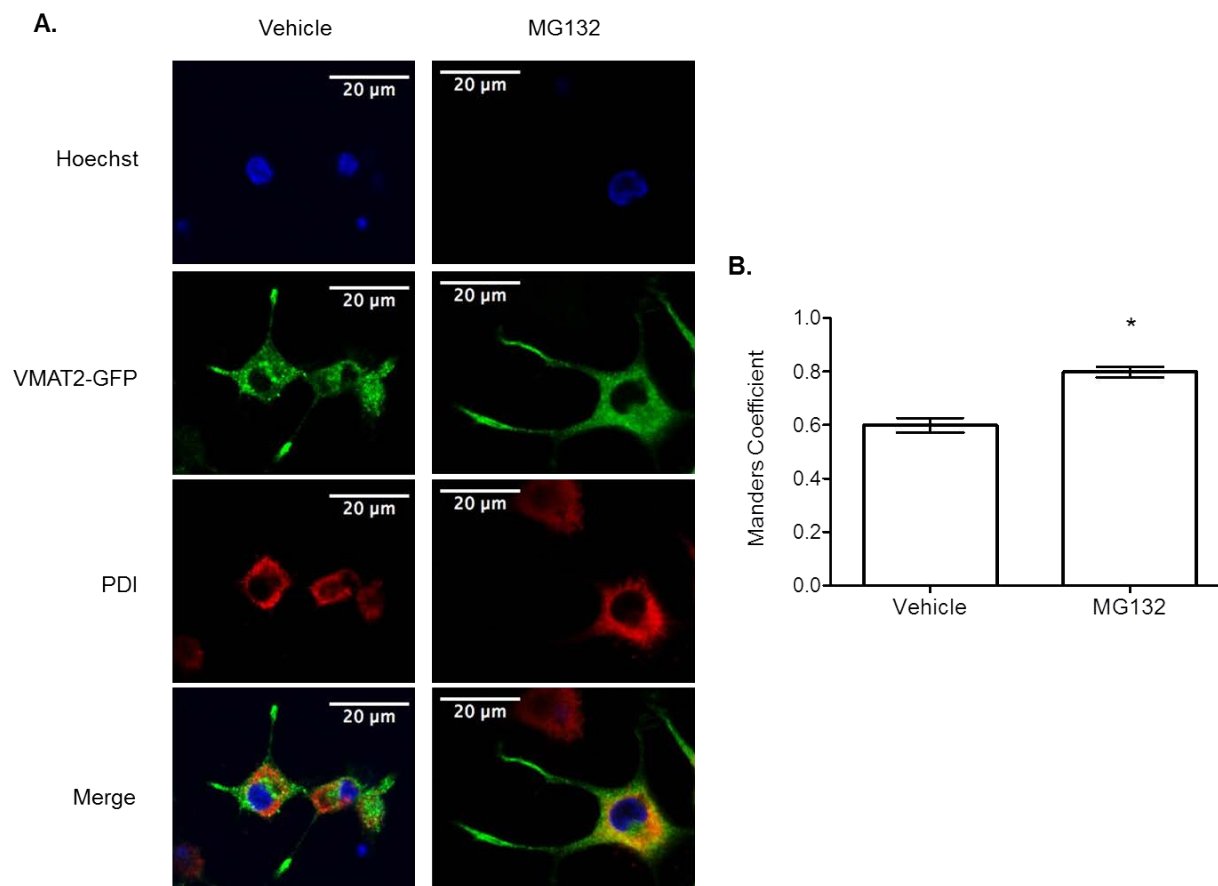 A.
Vehicle
MG132
Hoechst
20 µm
20 µm
VMAT2-GFP
20 µm
20 µm
PDI
20 µm
20 µm
Merge
20 µm
20 µm
B.
*
1.0
0.8
0.6
0.4
0.2
0.0
Manders Coefficient
Vehicle
MG132